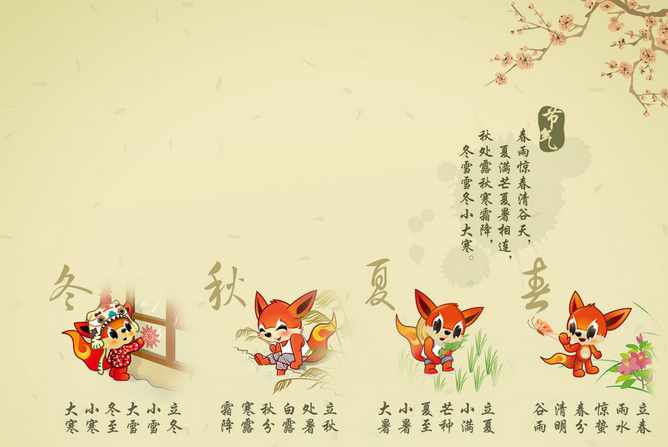 节气
春雨惊春清谷天，
夏满芒夏暑相连，
秋处露秋寒霜降，
冬雪雪冬小大寒。
春
立春
雨水
惊蛰
春分
清明
谷雨
夏
立夏
小满
芒种
夏至
小暑
大暑
秋
立秋
处暑
白露
秋分
寒露
霜降
冬
立冬
小雪
大雪
冬至
小寒
大寒